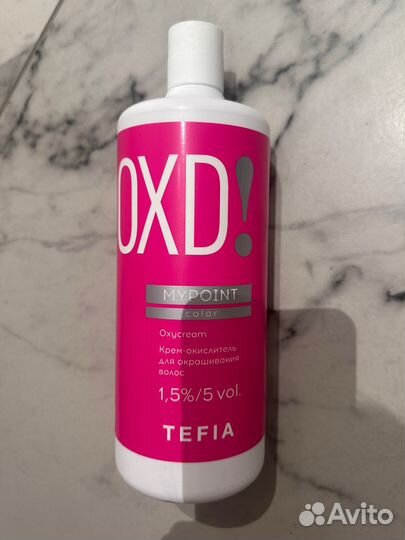 OXD!
MYPOINT
color
Oxycream
Крем-окислитель
для окрашивания
волос
1,5%/5 vol.
TEFIA
Avito